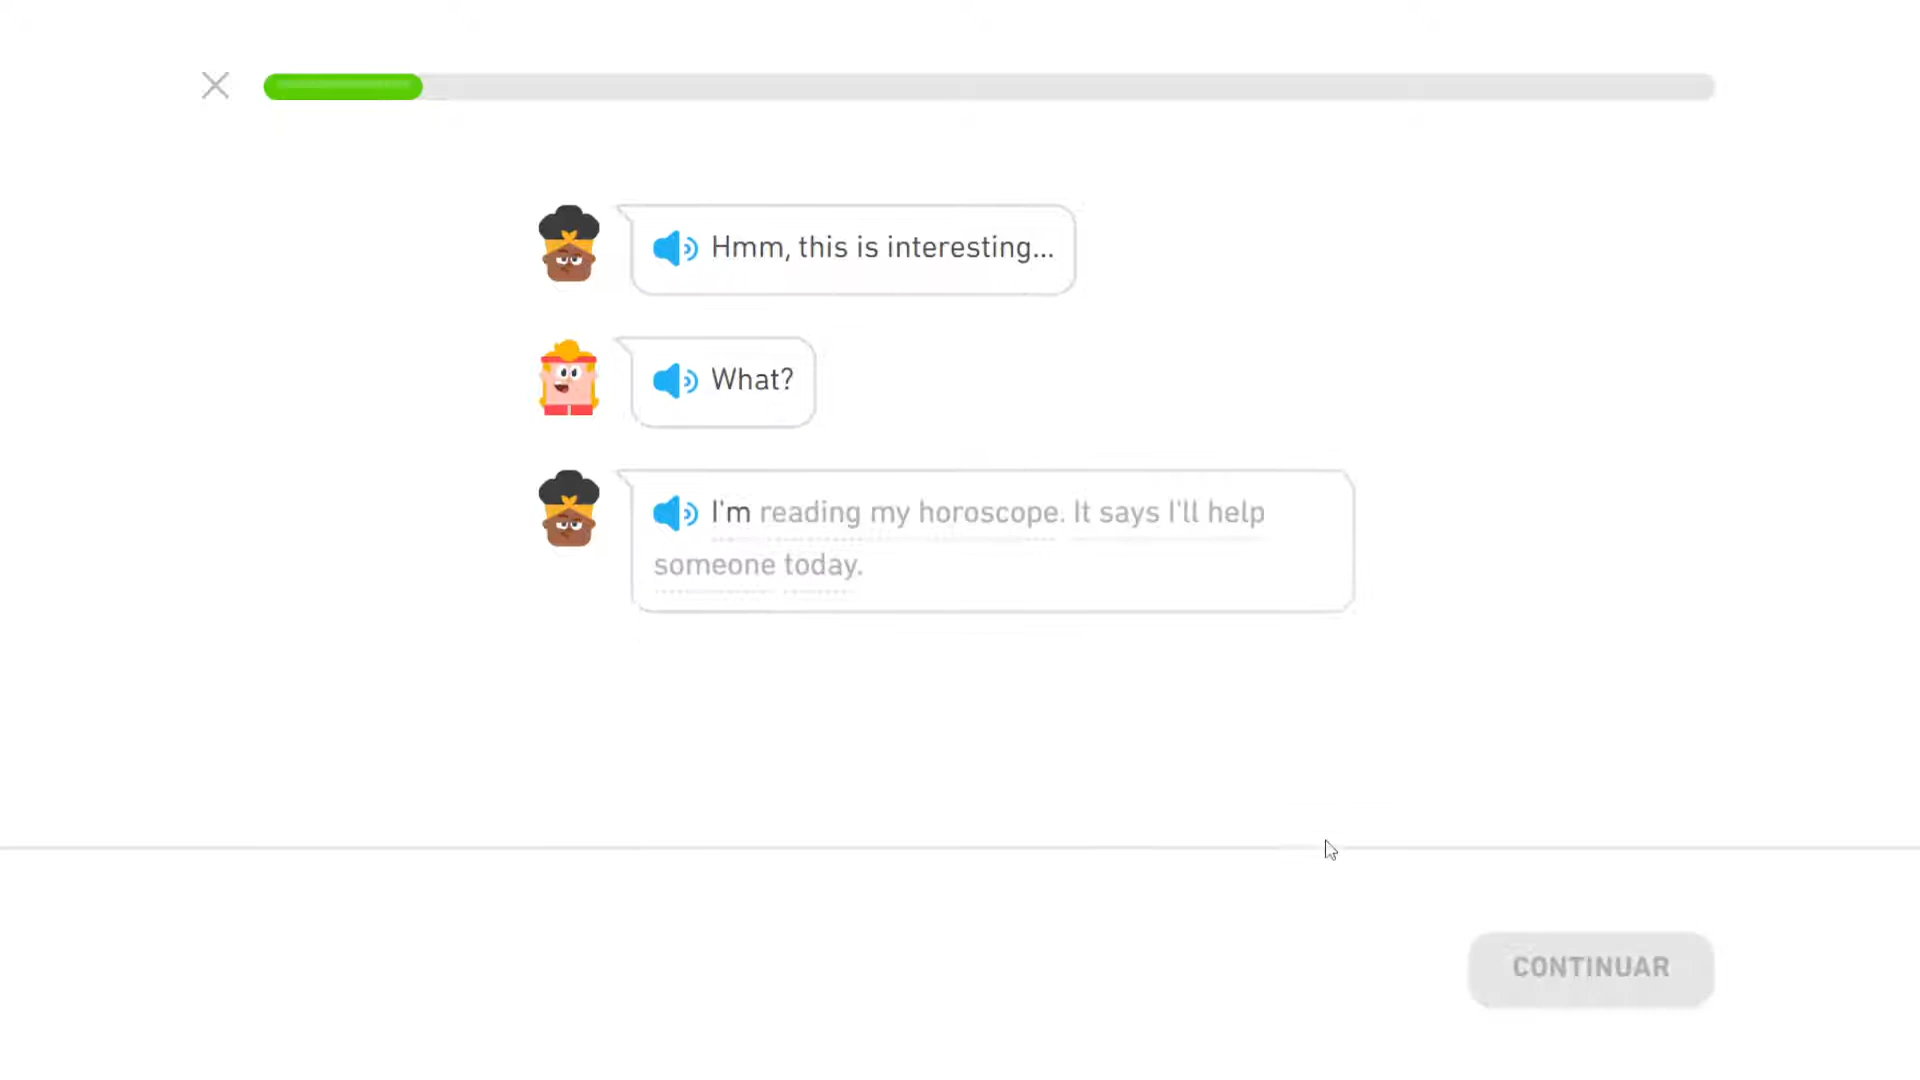 Hmm, this is interesting...
What?
I'm reading my horoscope. It says I'll help
someone today.
CONTINUAR